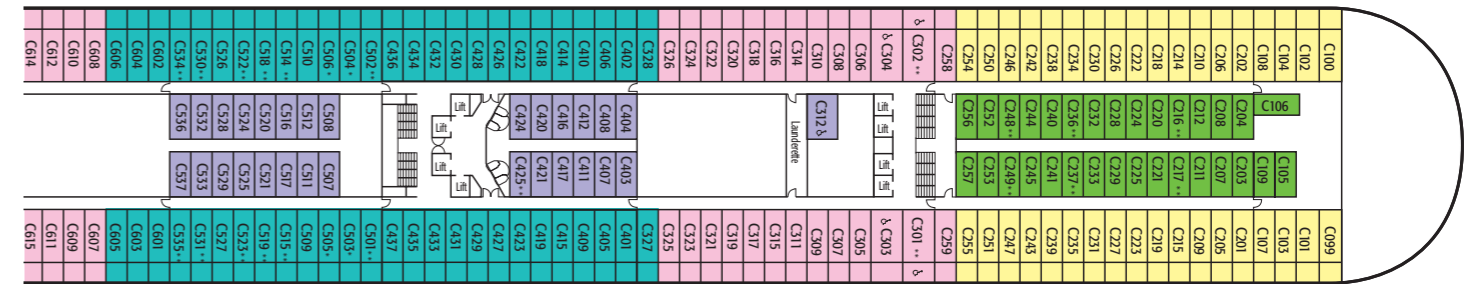 ♿
C614 C612 C610 C608 C606 C604 C602 C534•• C530•• C526 C522•• C518•• C514•• C510 C506• C504• C502•• C436 C434 C432 C430 C428 C426 C422 C418 C414 C410 C406 C402 C328 C326 C324 C322 C320 C318 C316 C314 C310 C308 C306 ♿ C304 C302•• C258 C254 C250 C246 C242 C238 C234 C230 C226 C222 C218 C214 C210 C206 C202 C108 C104 C102 C100
C536 C532 C528 C524 C520 C516 C512 C508 Lift Lift C424 C420 C416 C412 C408 C404 C312 ♿ Lift Lift C256 C252 C248•• C244 C240 C236•• C232 C228 C224 C220 C216•• C212 C208 C204 C106
Launderette
C537 C533 C529 C525 C521 C517 C511 C507 Lift Lift C425•• C421 C417 C411 C407 C403 Lift Lift C257 C253 C249•• C245 C241 C237•• C233 C229 C225 C221 C217•• C211 C207 C203 C109 C105
C615 C611 C609 C607 C605 C603 C601 C535•• C531•• C527 C523•• C519•• C515•• C509 C505• C503• C501•• C437 C435 C433 C431 C429 C427 C423 C419 C415 C409 C405 C401 C327 C325 C323 C321 C319 C317 C315 C311 C309 C307 C305 ♿ C303 C301•• C259 C255 C251 C247 C243 C239 C235 C231 C227 C223 C219 C215 C209 C205 C201 C107 C103 C101 C099
♿